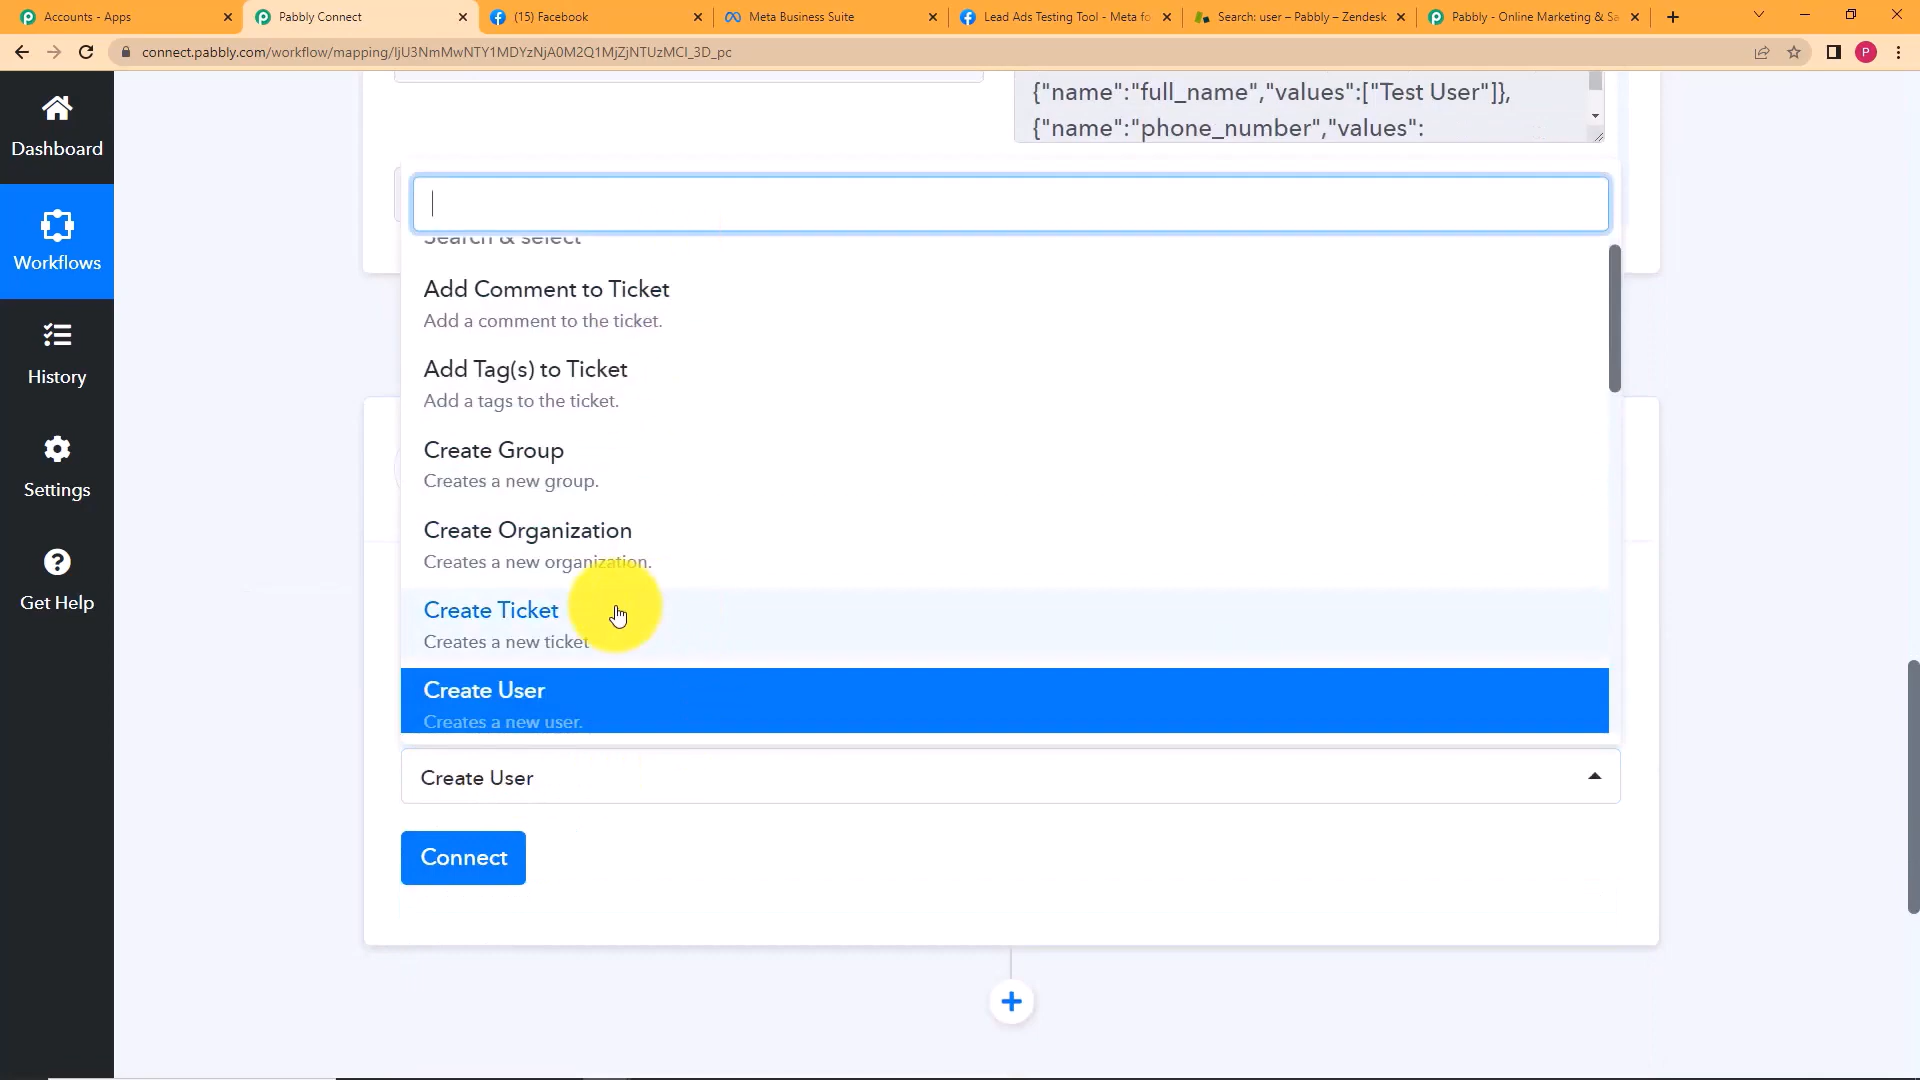 Accounts - Apps
Pabbly Connect
(15) Facebook
Meta Business Suite
Lead Ads Testing Tool - Meta fo
Search: user – Pabbly – Zendesk
Pabbly - Online Marketing & Sa
connect.pabbly.com/workflow/mapping/IjU3NmMwNTY1MDYzNjA0M2Q1MjZjNTUzMCI_3D_pc
P
Dashboard
Workflows
History
Settings
Get Help
{"name":"full_name","values":["Test User"]},
{"name":"phone_number","values":
Search & select
Add Comment to Ticket
Add a comment to the ticket.
Add Tag(s) to Ticket
Add a tags to the ticket.
Create Group
Creates a new group.
Create Organization
Creates a new organization.
Create Ticket
Creates a new ticket
Create User
Creates a new user.
Create User
Connect